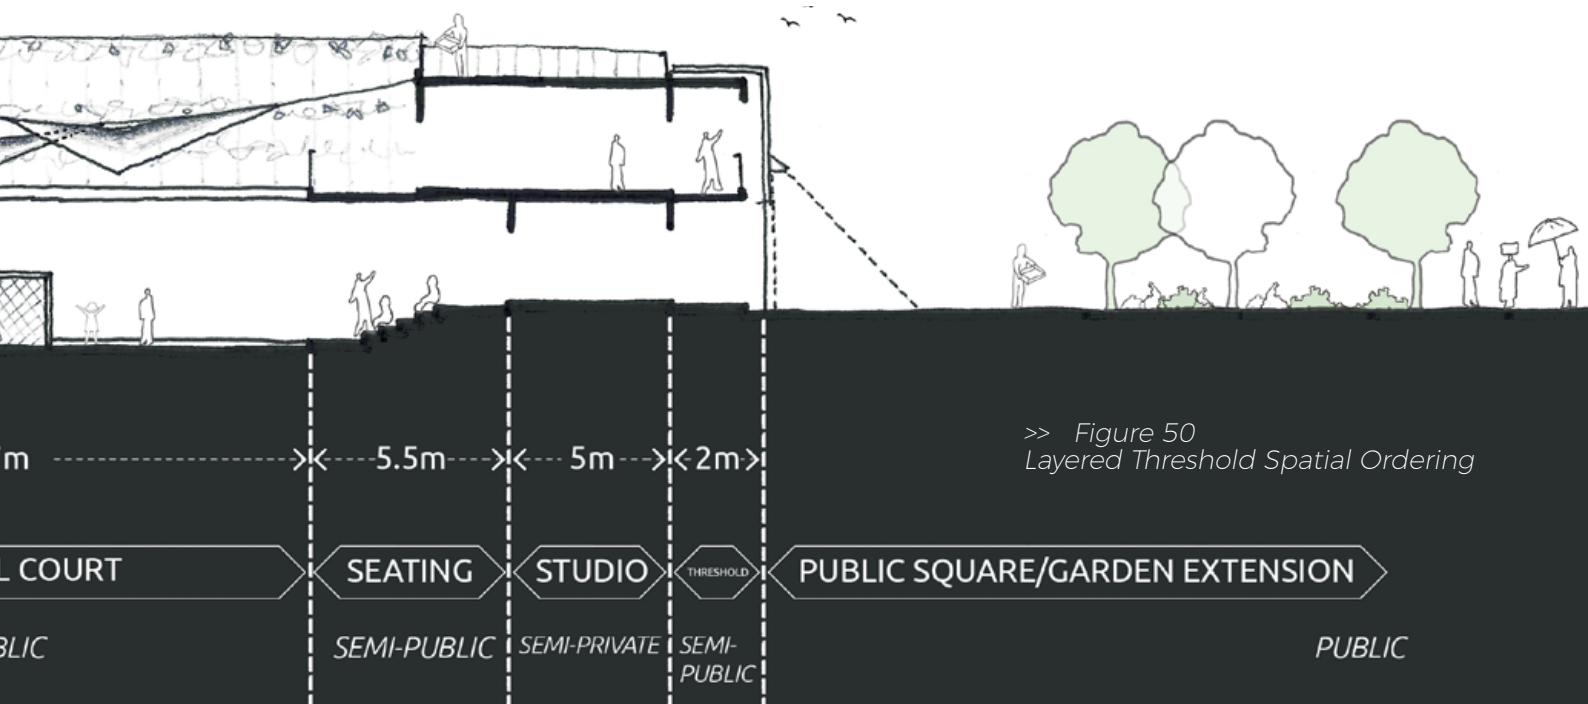 >> Figure 50
Layered Threshold Spatial Ordering
m
5.5m
5m
2m
L COURT
SEATING
STUDIO
THRESHOLD
PUBLIC SQUARE/GARDEN EXTENSION
BLIC
SEMI-PUBLIC
SEMI-PRIVATE
SEMI-
PUBLIC
PUBLIC